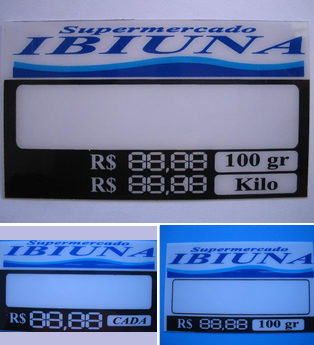 Supermercado
IBIUNA
R$ 88,88 100 gr
R$ 88,88 Kilo
Supermercado
IBIUNA
R$ 88,88 CADA
Supermercado
IBIUNA
R$ 88,88 100 gr